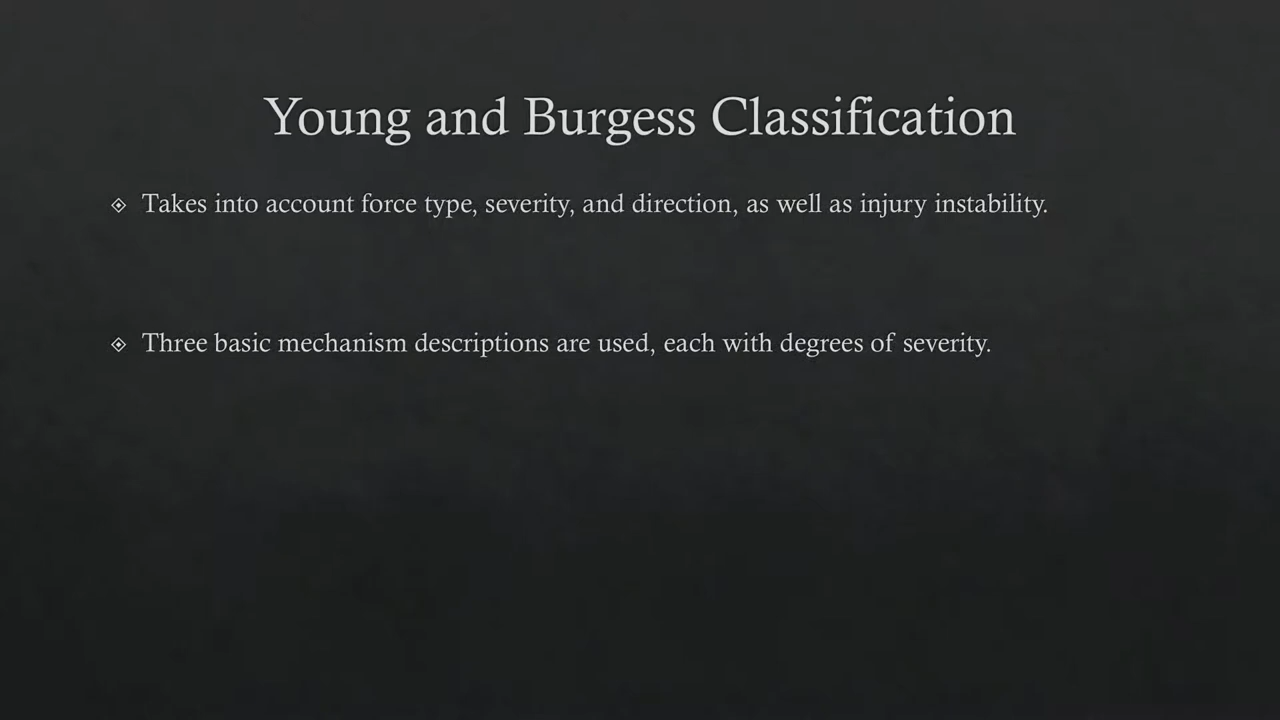 Young and Burgess Classification
Takes into account force type, severity, and direction, as well as injury instability.
Three basic mechanism descriptions are used, each with degrees of severity.